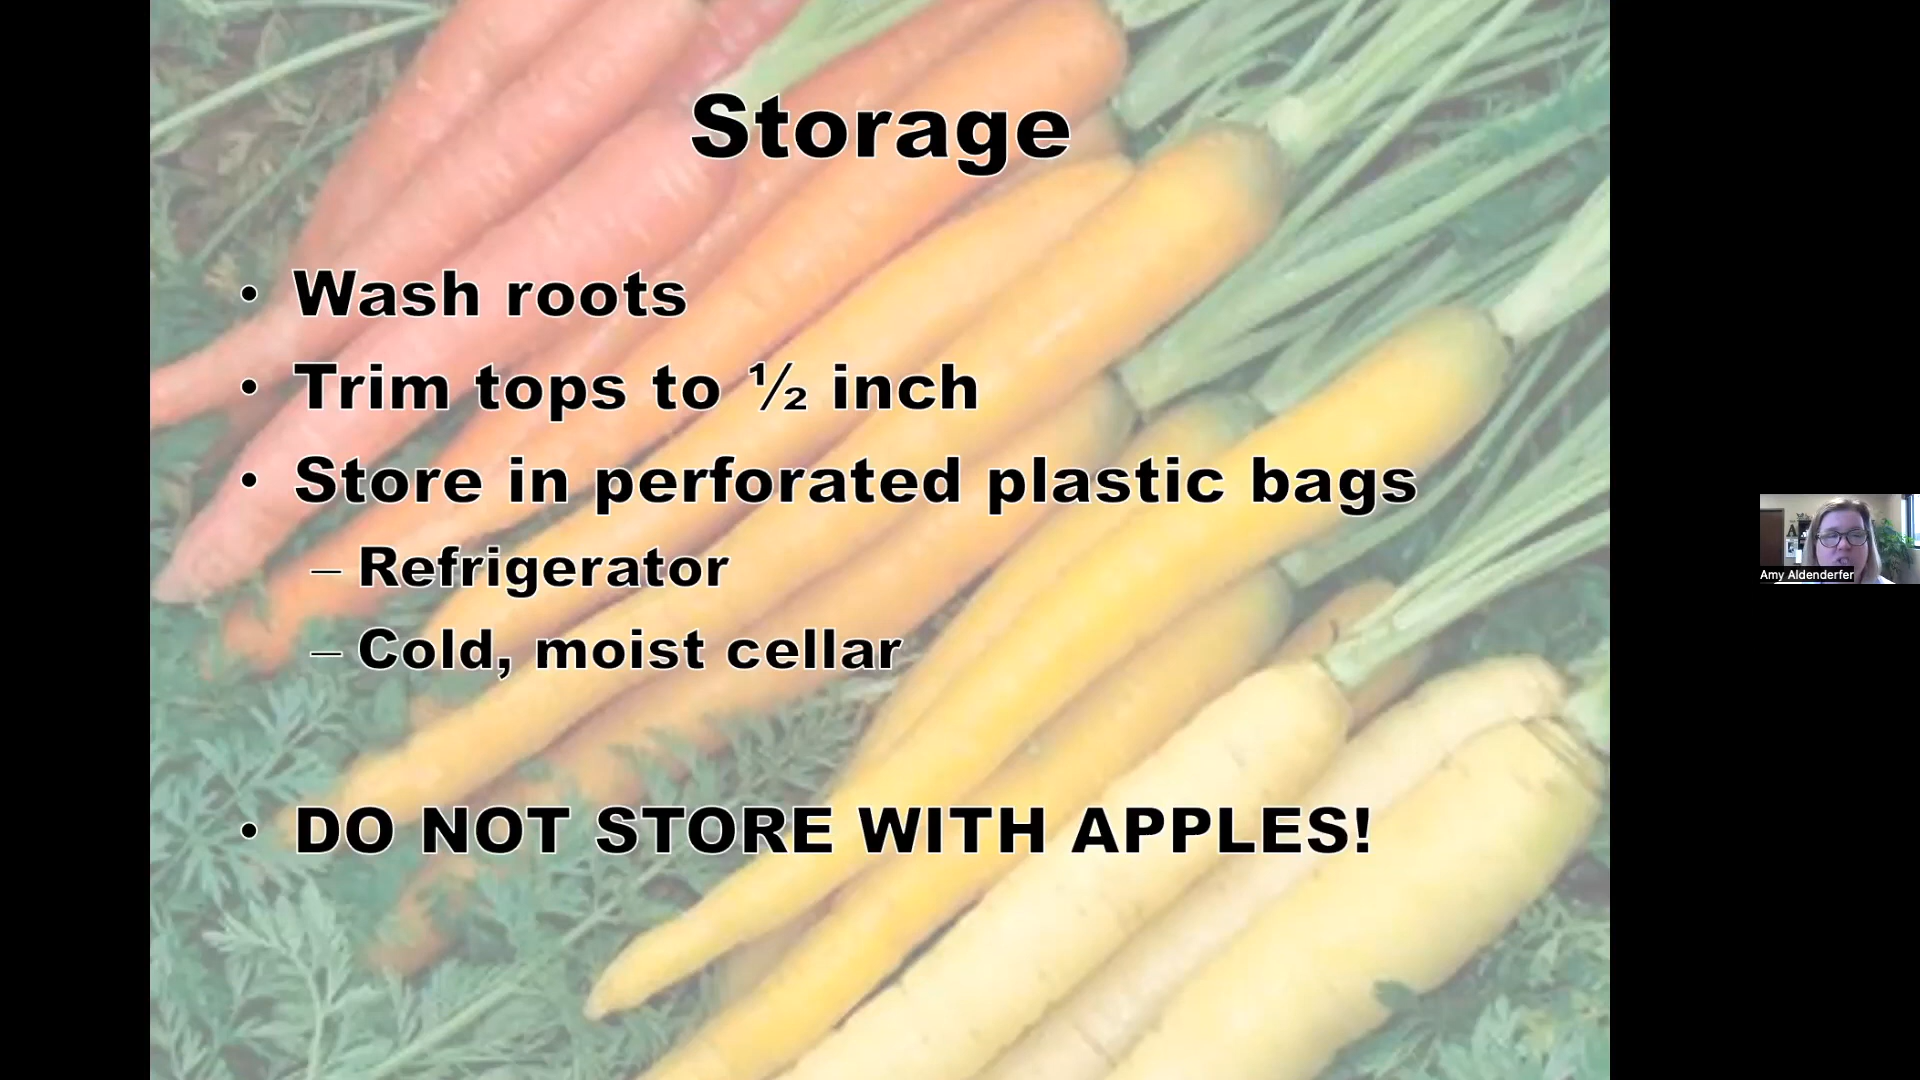 Storage
• Wash roots
• Trim tops to ½ inch
• Store in perforated plastic bags
– Refrigerator
– Cold, moist cellar
• DO NOT STORE WITH APPLES!
Amy Aldenderfer